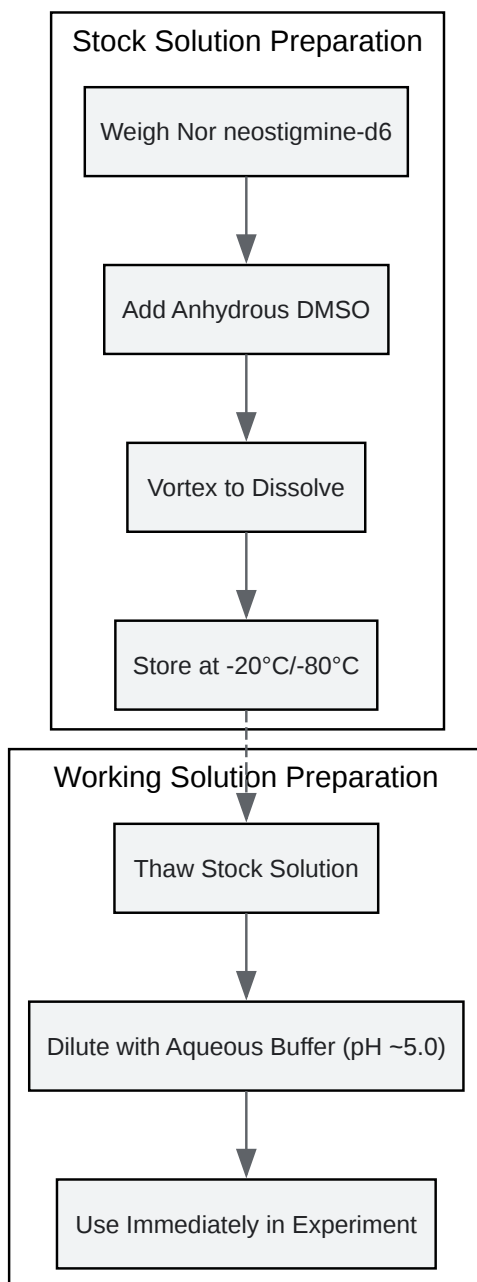 Stock Solution Preparation
Weigh Nor neostigmine-d6
Add Anhydrous DMSO
Vortex to Dissolve
Store at -20°C/-80°C
Working Solution Preparation
Thaw Stock Solution
Dilute with Aqueous Buffer (pH ~5.0)
Use Immediately in Experiment